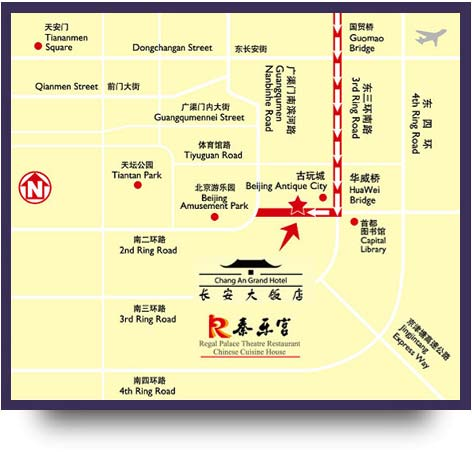 天安门
Tiananmen
Square
Dongchangan Street
东长安街
国贸桥
Guomao
Bridge
Qianmen Street
前门大街
广渠门内大街
Guangqumennei Street
广渠门南滨河路
Guangqumen
Nanbinhe Road
东三环南路
3rd Ring Road
东四环
4th Ring Road
体育馆路
Tiyuguan Road
天坛公园
Tiantan Park
北京游乐园
Beijing
Amusement Park
古玩城
Beijing Antique City
华威桥
HuaWei
Bridge
N
首都
图书馆
Capital
Library
南二环路
2nd Ring Road
Chang An Grand Hotel
长安大饭店
南三环路
3rd Ring Road
R 秦乐宫
Regal Palace Theatre Restaurant
Chinese Cuisine House
京津塘高速公路
Jingjintang
Express Way
南四环路
4th Ring Road